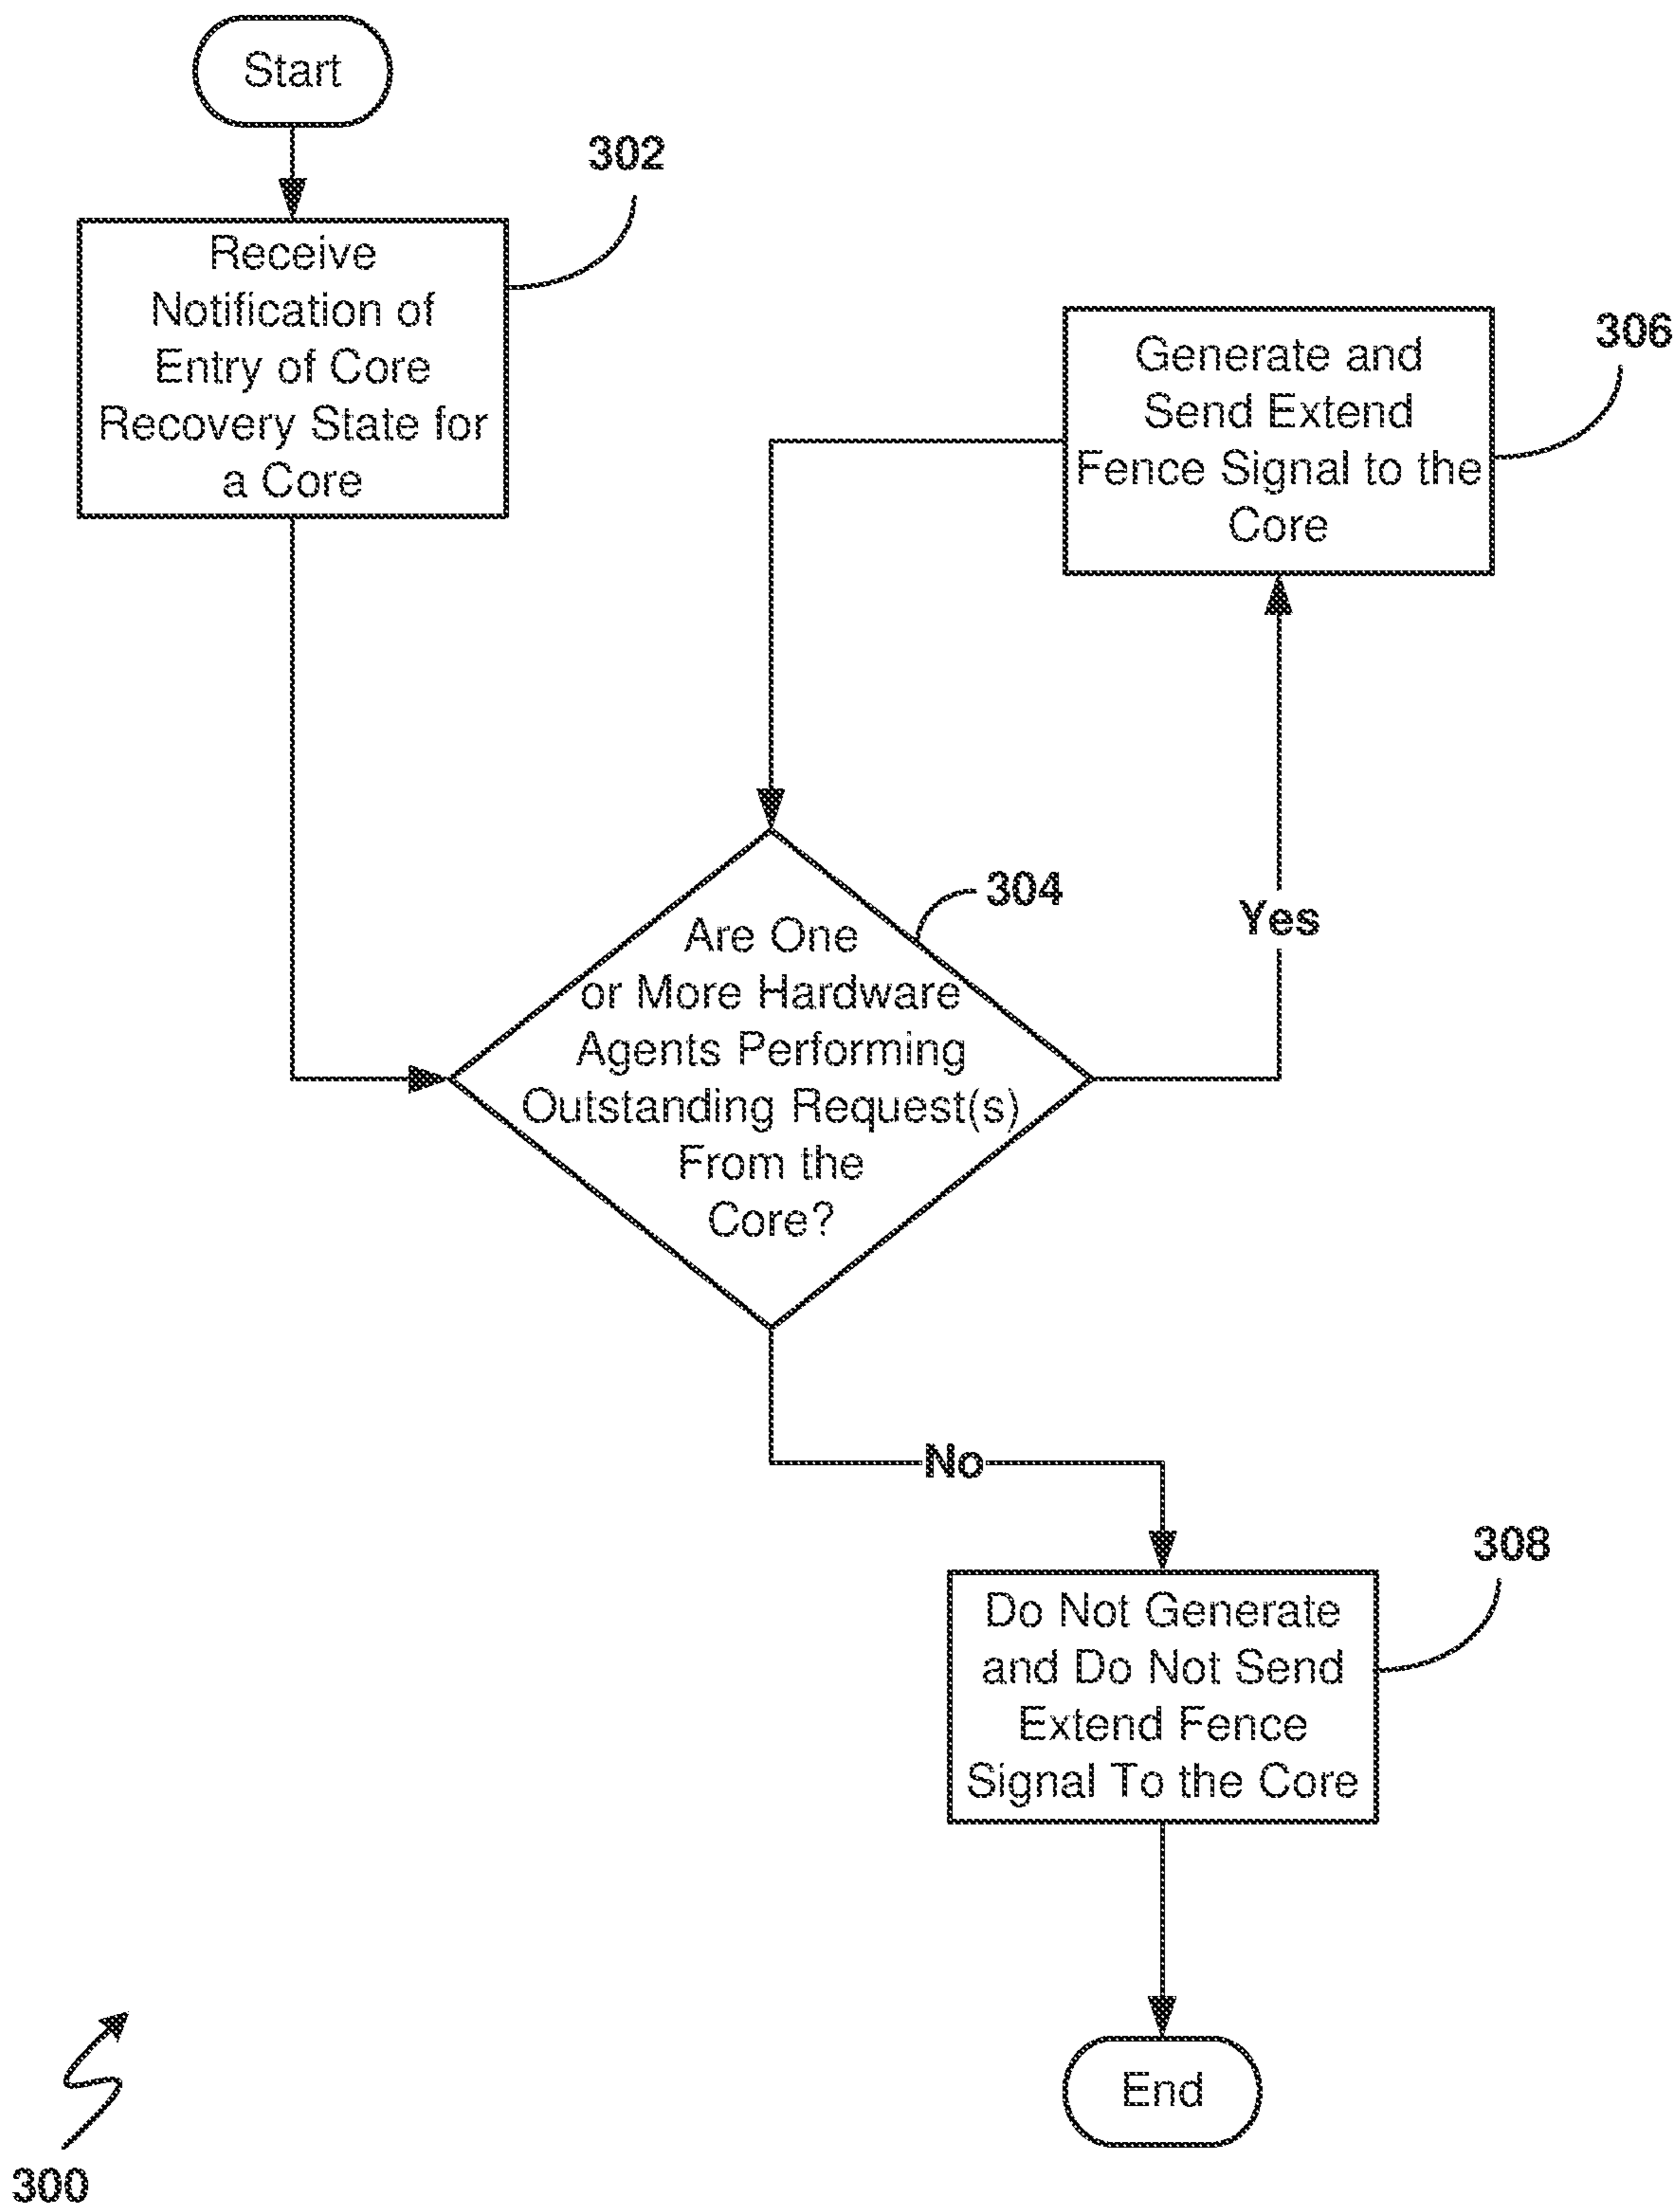 Start
302
Receive
Notification of
Entry of Core
Recovery State for
a Core
306
Generate and
Send Extend
Fence Signal to the
Core
304
Yes
Are One
or More Hardware
Agents Performing
Outstanding Request(s)
From the
Core?
No
308
Do Not Generate
and Do Not Send
Extend Fence
Signal To the Core
End
300